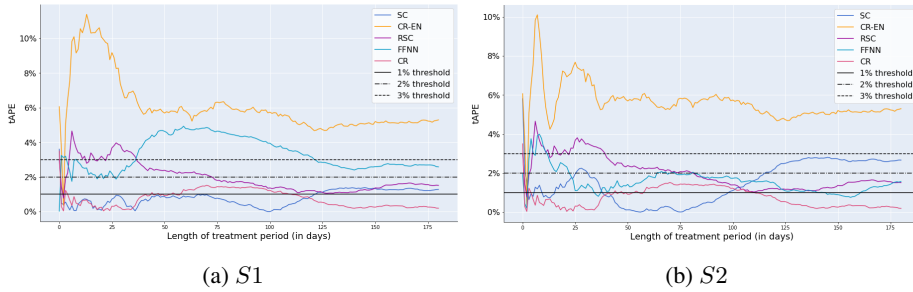 10%
8%
6%
4%
2%
0%
tAPE
0
25
50
75
100
125
150
175
Length of treatment period (in days)
SC
CR-EN
RSC
FFNN
CR
1% threshold
2% threshold
3% threshold
(a) S1
10%
8%
6%
4%
2%
0%
tAPE
0
25
50
75
100
125
150
175
Length of treatment period (in days)
SC
CR-EN
RSC
FFNN
CR
1% threshold
2% threshold
3% threshold
(b) S2